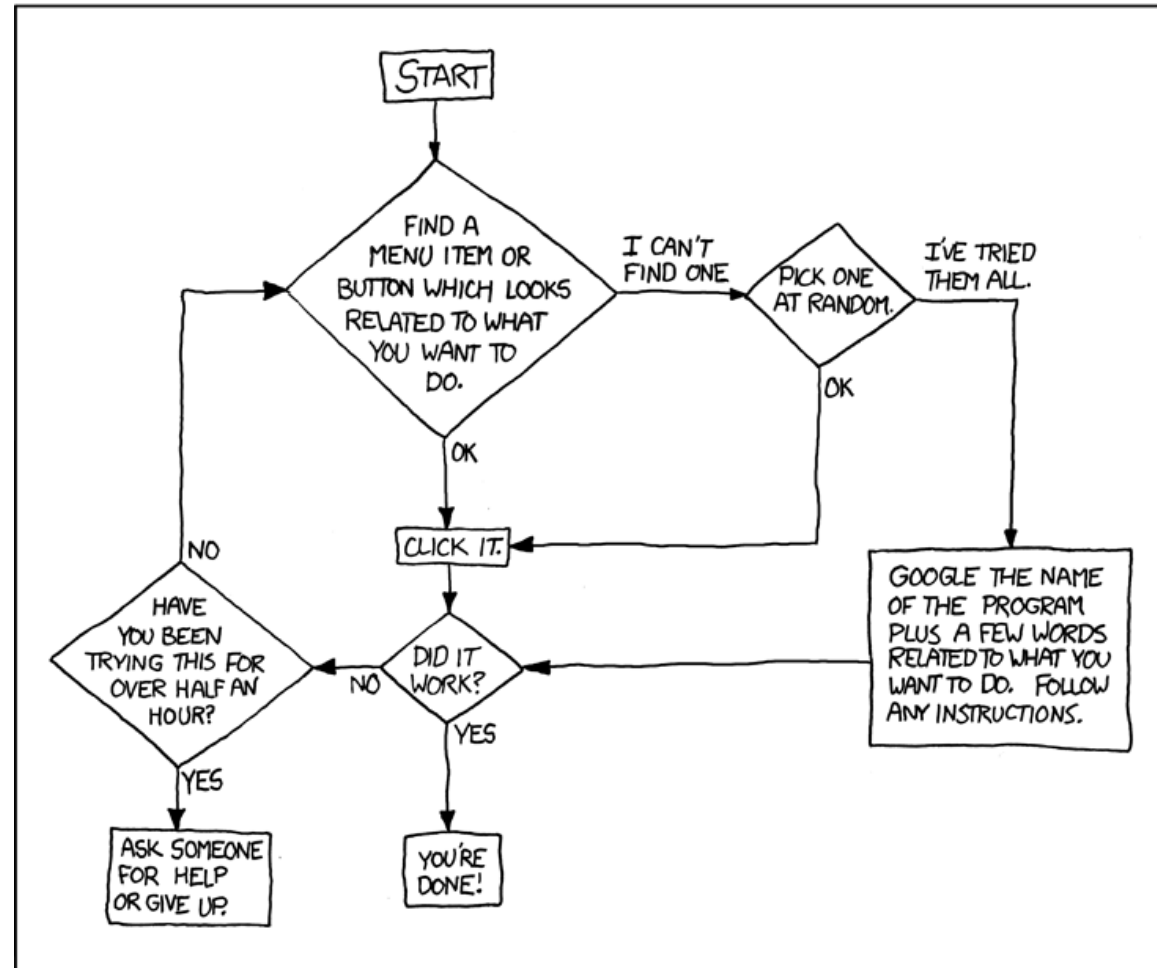 START
FIND A
MENU ITEM OR
BUTTON WHICH LOOKS
RELATED TO WHAT
YOU WANT TO
DO.
I CAN'T
FIND ONE
PICK ONE
AT RANDOM.
I'VE TRIED
THEM ALL.
OK
OK
CLICK IT.
NO
HAVE
YOU BEEN
TRYING THIS FOR
OVER HALF AN
HOUR?
NO
DID IT
WORK?
GOOGLE THE NAME
OF THE PROGRAM
PLUS A FEW WORDS
RELATED TO WHAT YOU
WANT TO DO. FOLLOW
ANY INSTRUCTIONS.
YES
YES
ASK SOMEONE
FOR HELP
OR GIVE UP.
YOU'RE
DONE!